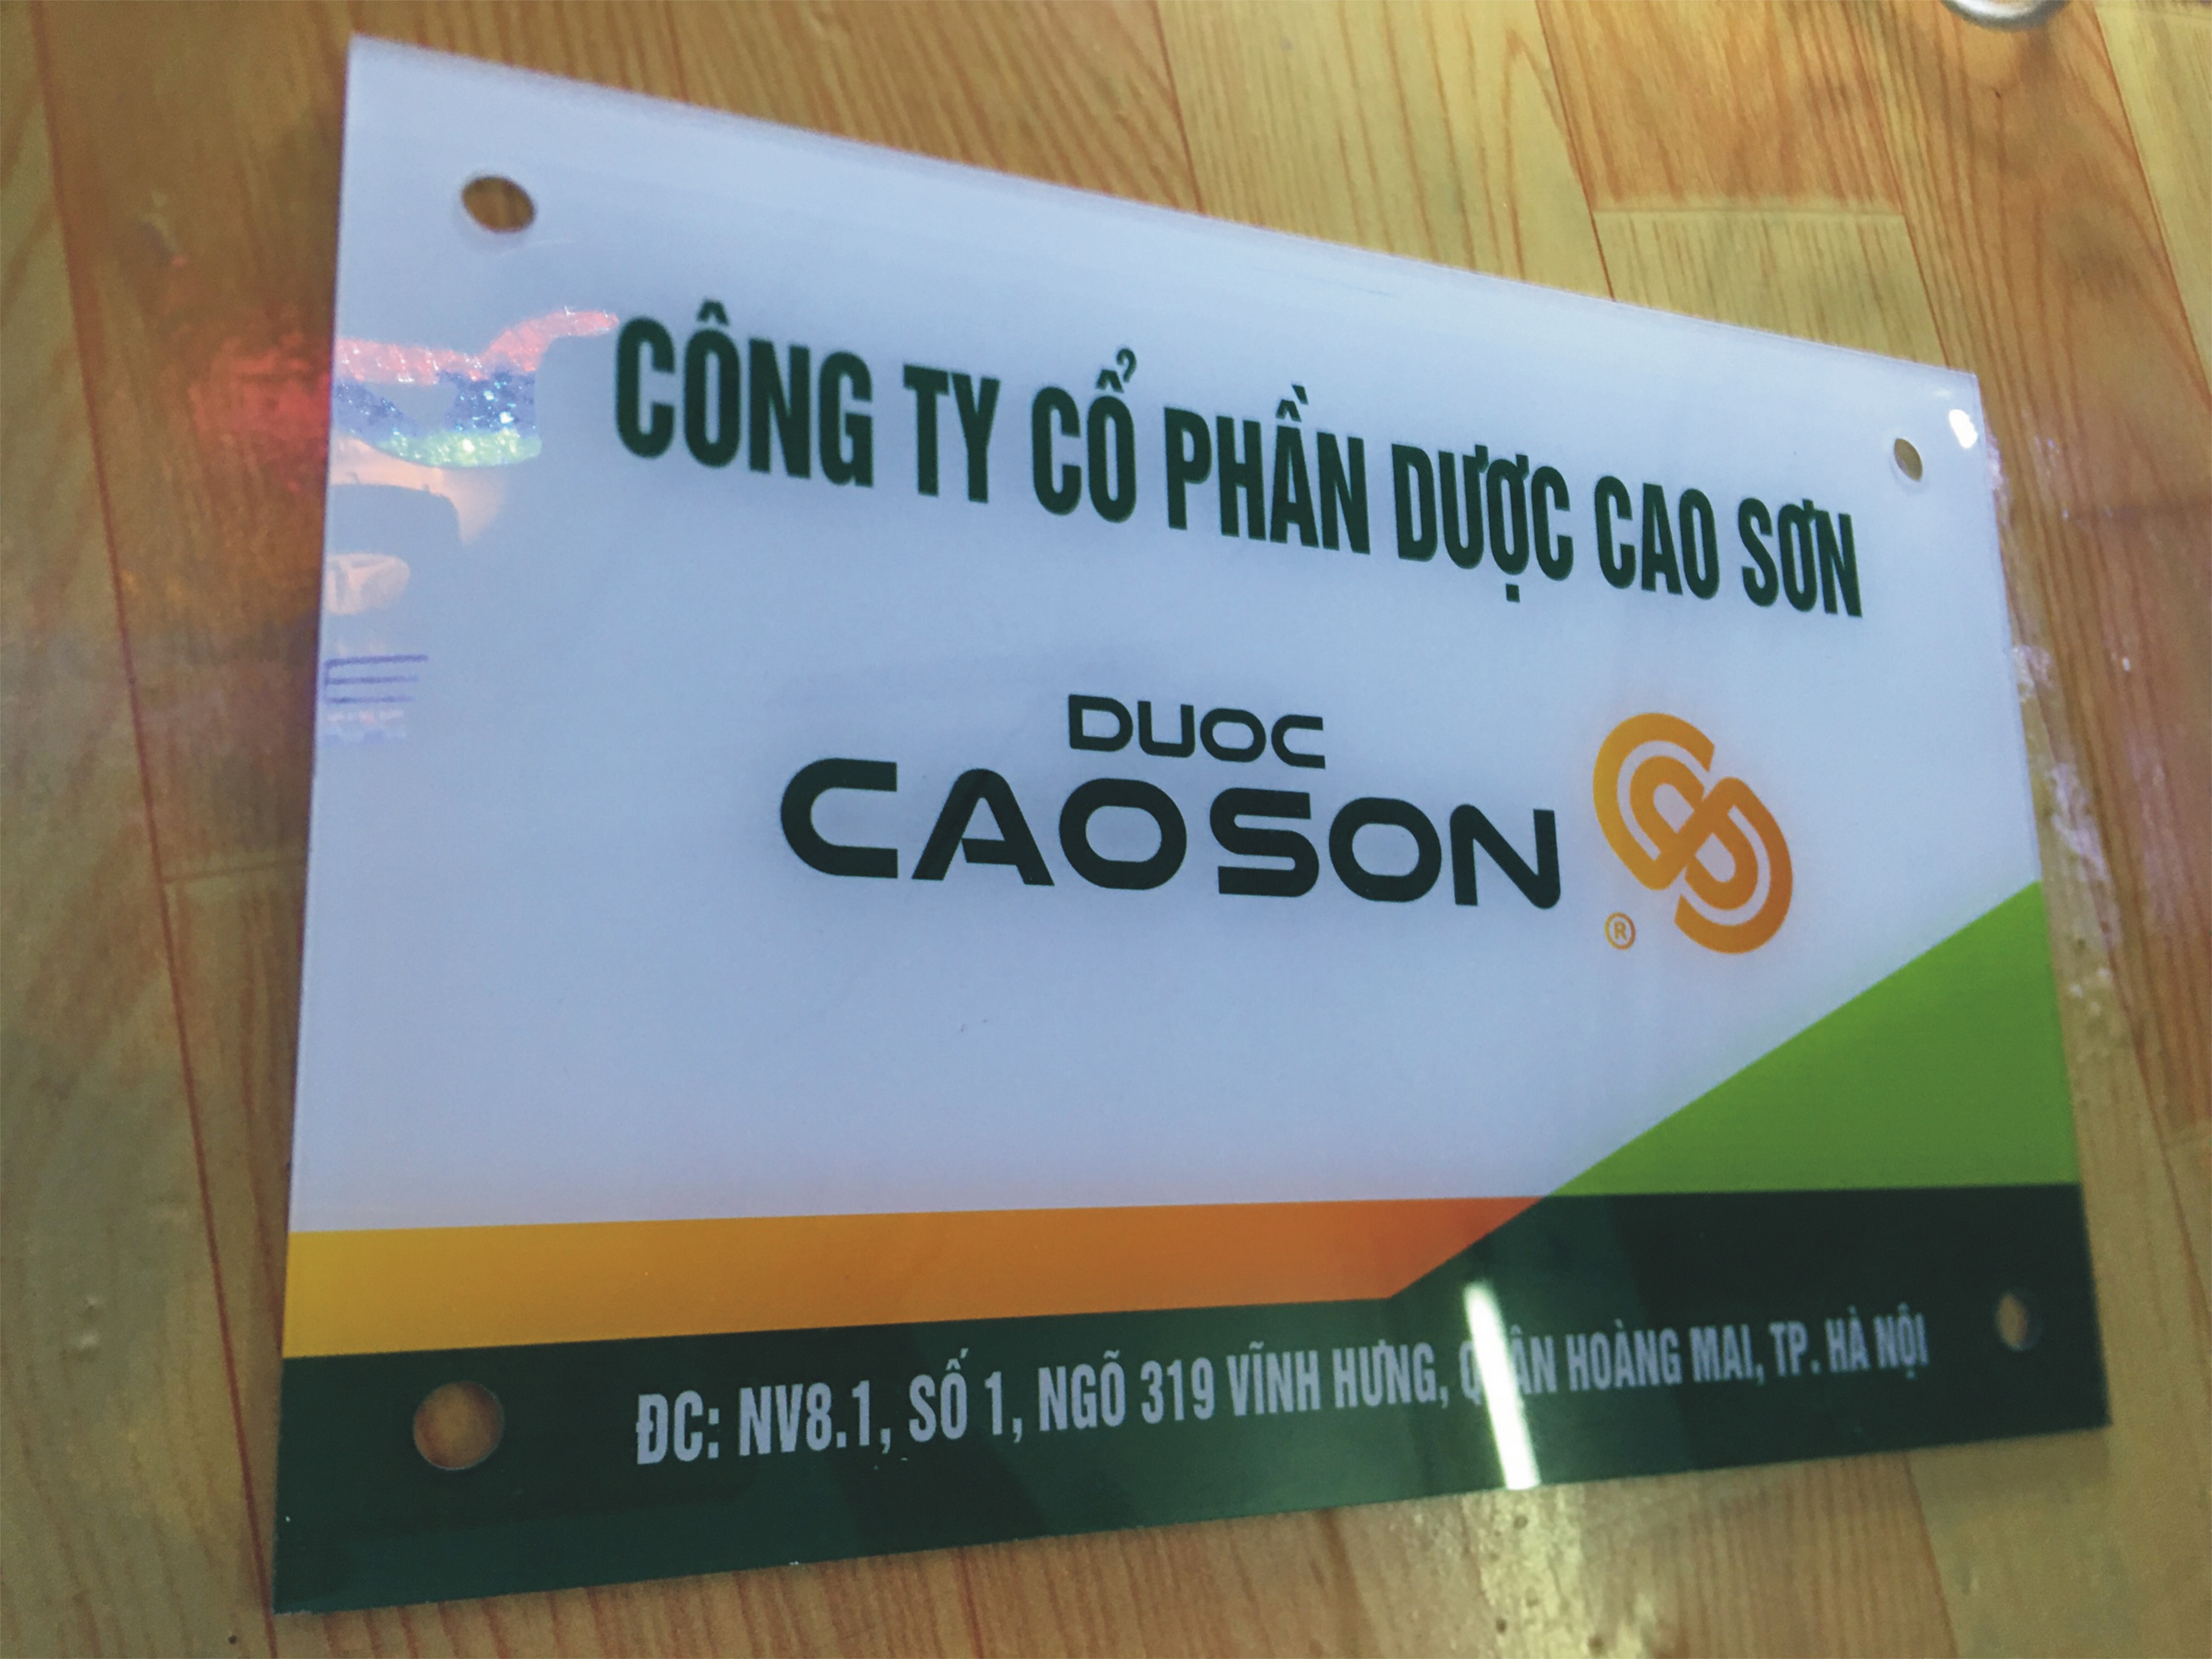 CÔNG TY CỔ PHẦN DƯỢC CAO SƠN
DUOC
CAOSON
®
ĐC: NV8.1, SỐ 1, NGÕ 319 VĨNH HƯNG, QUẬN HOÀNG MAI, TP. HÀ NỘI